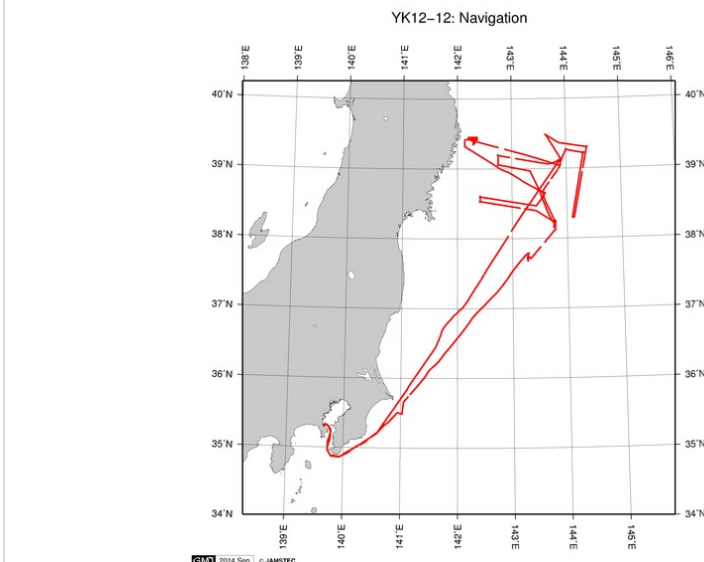 YK12−12: Navigation
138˚E 139˚E 140˚E 141˚E 142˚E 143˚E 144˚E 145˚E 146˚E
40˚N 40˚N
39˚N 39˚N
38˚N 38˚N
37˚N 37˚N
36˚N 36˚N
35˚N 35˚N
34˚N 34˚N
139˚E 140˚E 141˚E 142˚E 143˚E 144˚E 145˚E
GMD 2014 Sep © JAMSTEC